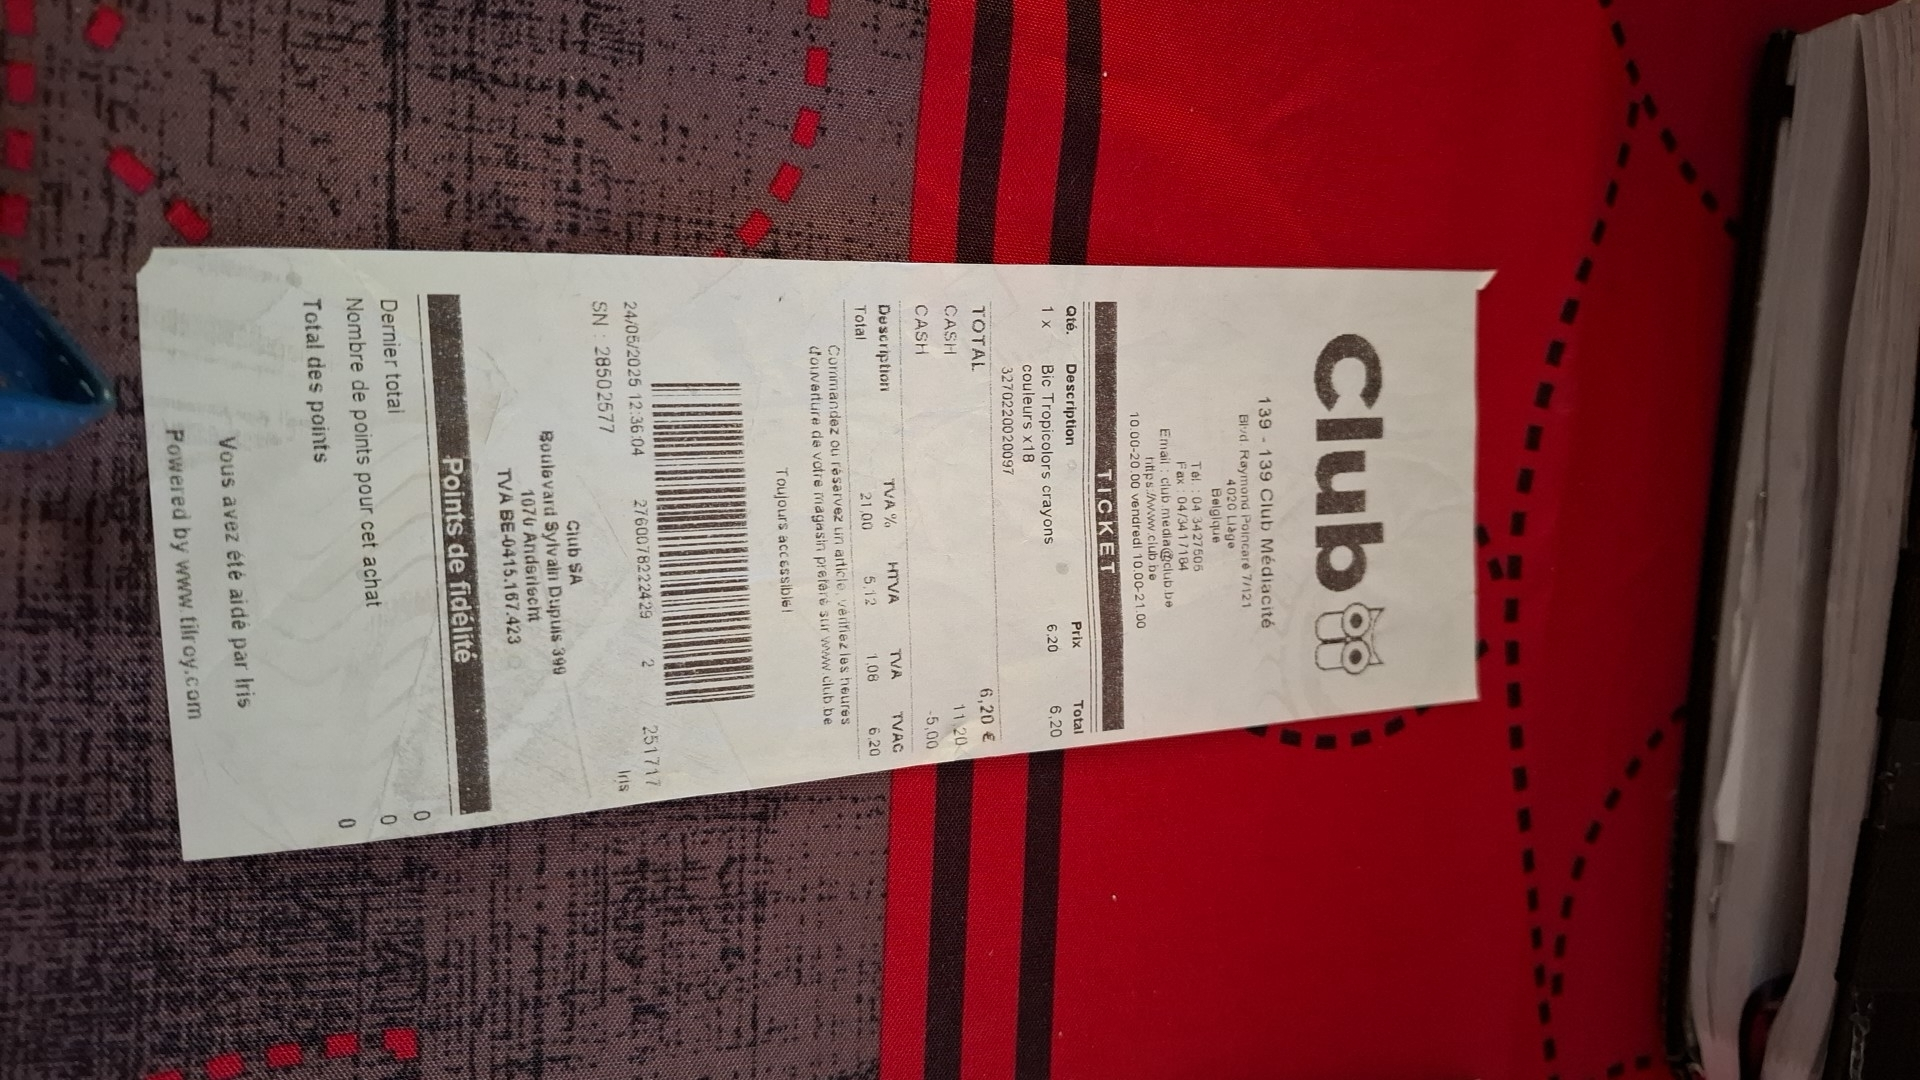 Club
139 - 139 Club Médiacité
Blvd. Raymond Poincaré 7/121
4020 Liège
Belgique
Tél. : 04 3427506
Fax : 04/3417184
Email : club.media@club.be
https://www.club.be
10.00-20.00 vendredi 10.00-21.00
TICKET
Qté. Description Prix Total
1 x Bic Tropicolors crayons 6.20 6,20
couleurs x18
3270220020097
TOTAL 6,20 €
CASH 11,20
CASH -5,00
Description TVA % HTVA TVA TVAC
Total 21.00 5.12 1.08 6.20
Commandez ou réservez un article, vérifiez les heures
d'ouverture de votre magasin préféré sur www.club.be
Toujours accessible!
24/05/2025 12:36:04 2760078222429 2 251717
SN : 28502577 Iris
Club SA
Boulevard Sylvain Dupuis 399
1070 Anderlecht
TVA BE-0415.167.423
Points de fidélité
Dernier total 0
Nombre de points pour cet achat 0
Total des points 0
Vous avez été aidé par Iris
Powered by www.tilroy.com